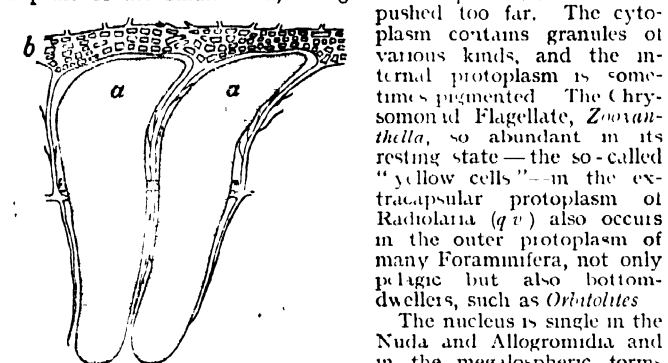 b
a a
pushed too far. The cyto-
plasm contains granules of
various kinds, and the in-
ternal protoplasm is some-
times pigmented The Chry-
somonad Flagellate, Zooxan-
thella, so abundant in its
resting state — the so-called
"yellow cells"—in the ex-
tracapsular protoplasm of
Radiolaria (q v) also occurs
in the outer protoplasm of
many Foraminifera, not only
pelagic but also bottom-
dwellers, such as Orbitolites
The nucleus is single in the
Nuda and Allogromidia and
in the megalospheric forms